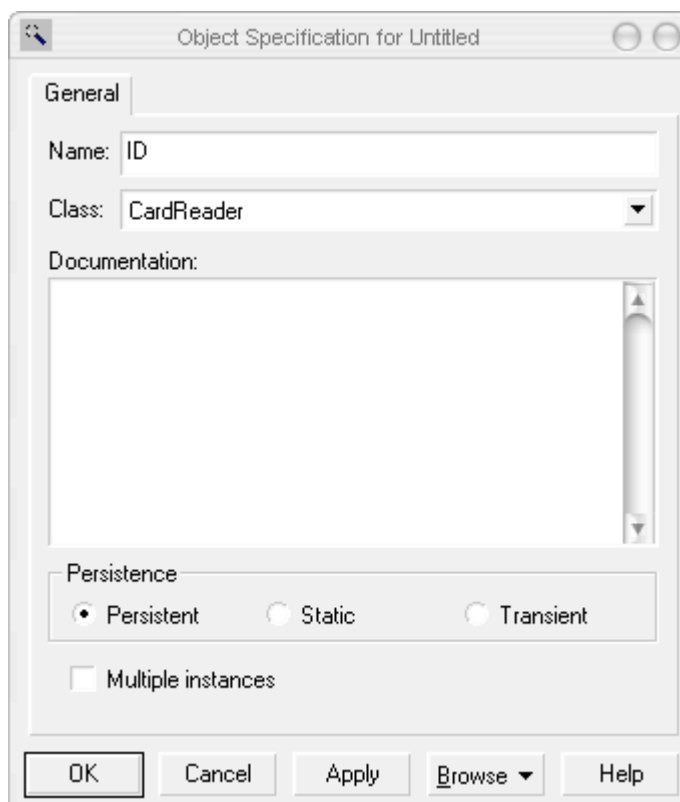 Object Specification for Untitled
General
Name: ID
Class: CardReader
Documentation:
Persistence
Persistent Static Transient
Multiple instances
OK Cancel Apply Browse Help